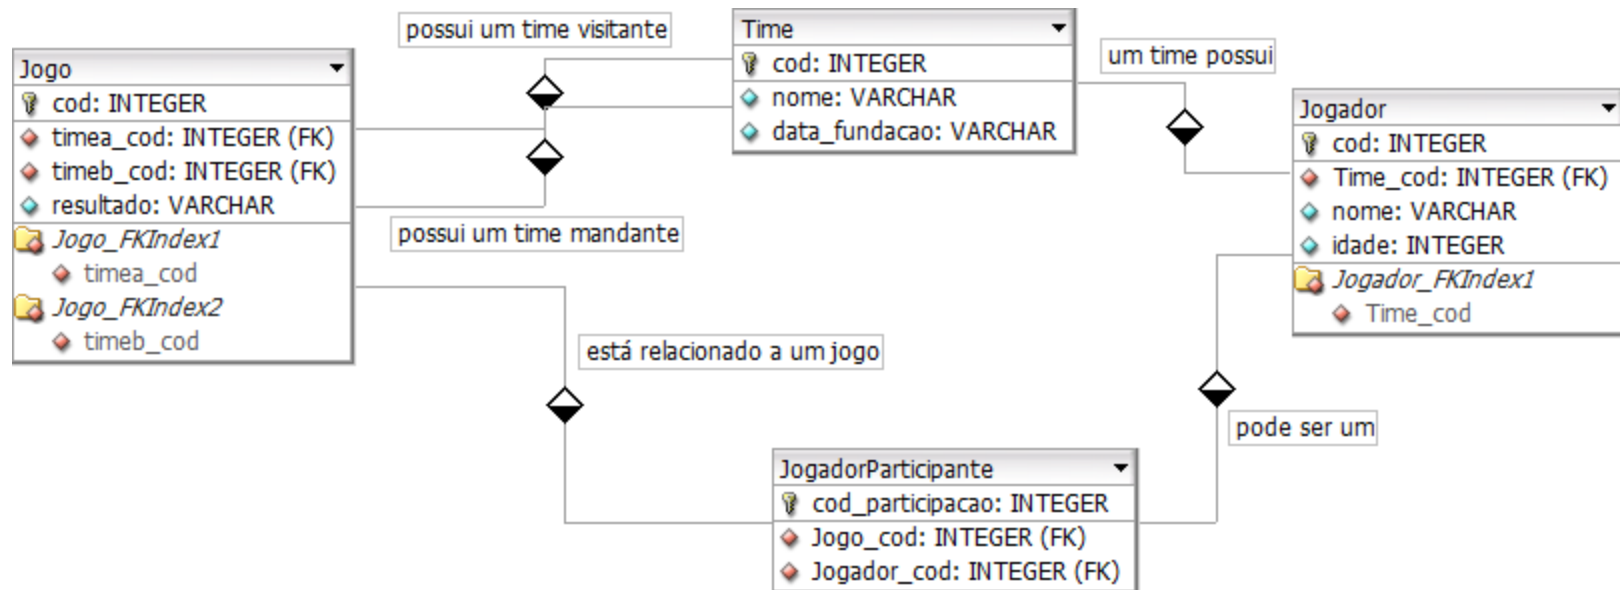 possui um time visitante
Time
cod: INTEGER
nome: VARCHAR
data_fundacao: VARCHAR
um time possui
Jogo
cod: INTEGER
timea_cod: INTEGER (FK)
timeb_cod: INTEGER (FK)
resultado: VARCHAR
Jogo_FKIndex1
timea_cod
Jogo_FKIndex2
timeb_cod
possui um time mandante
Jogador
cod: INTEGER
Time_cod: INTEGER (FK)
nome: VARCHAR
idade: INTEGER
Jogador_FKIndex1
Time_cod
está relacionado a um jogo
pode ser um
JogadorParticipante
cod_participacao: INTEGER
Jogo_cod: INTEGER (FK)
Jogador_cod: INTEGER (FK)